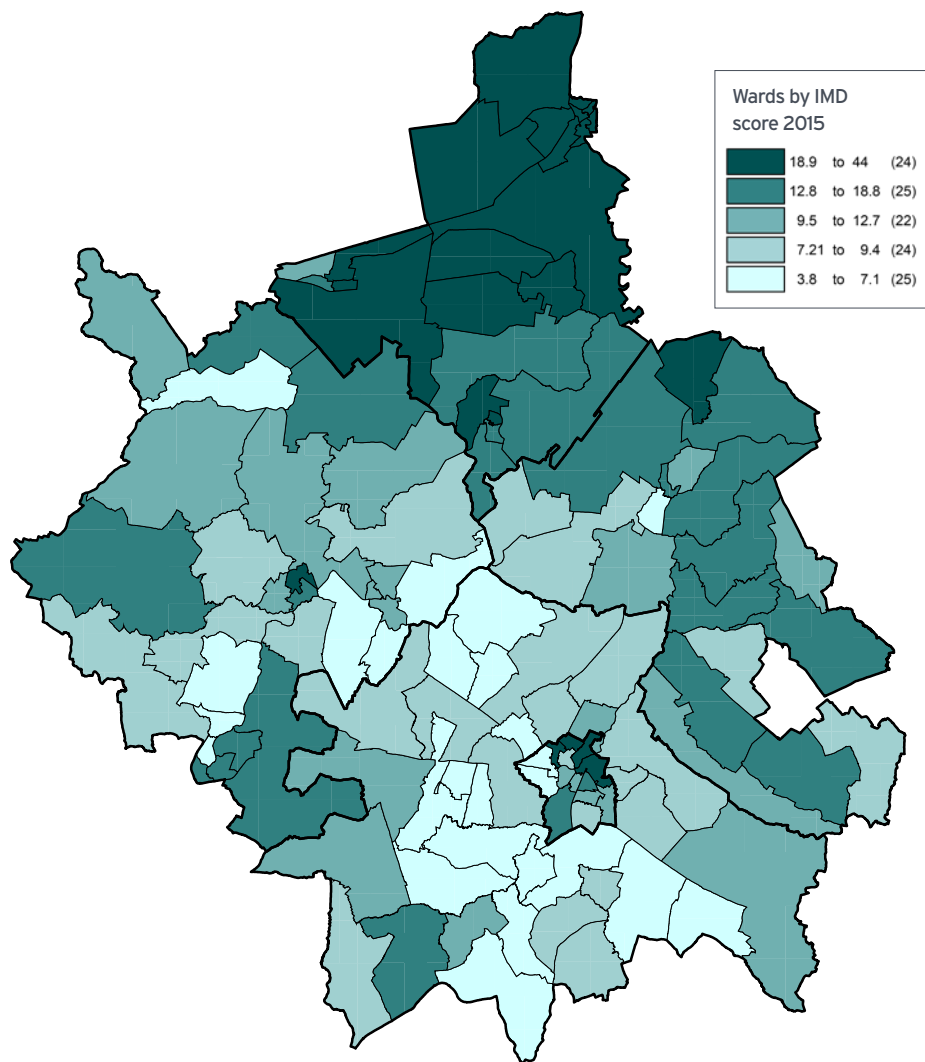 Wards by IMD
score 2015
18.9 to 44 (24)
12.8 to 18.8 (25)
9.5 to 12.7 (22)
7.21 to 9.4 (24)
3.8 to 7.1 (25)